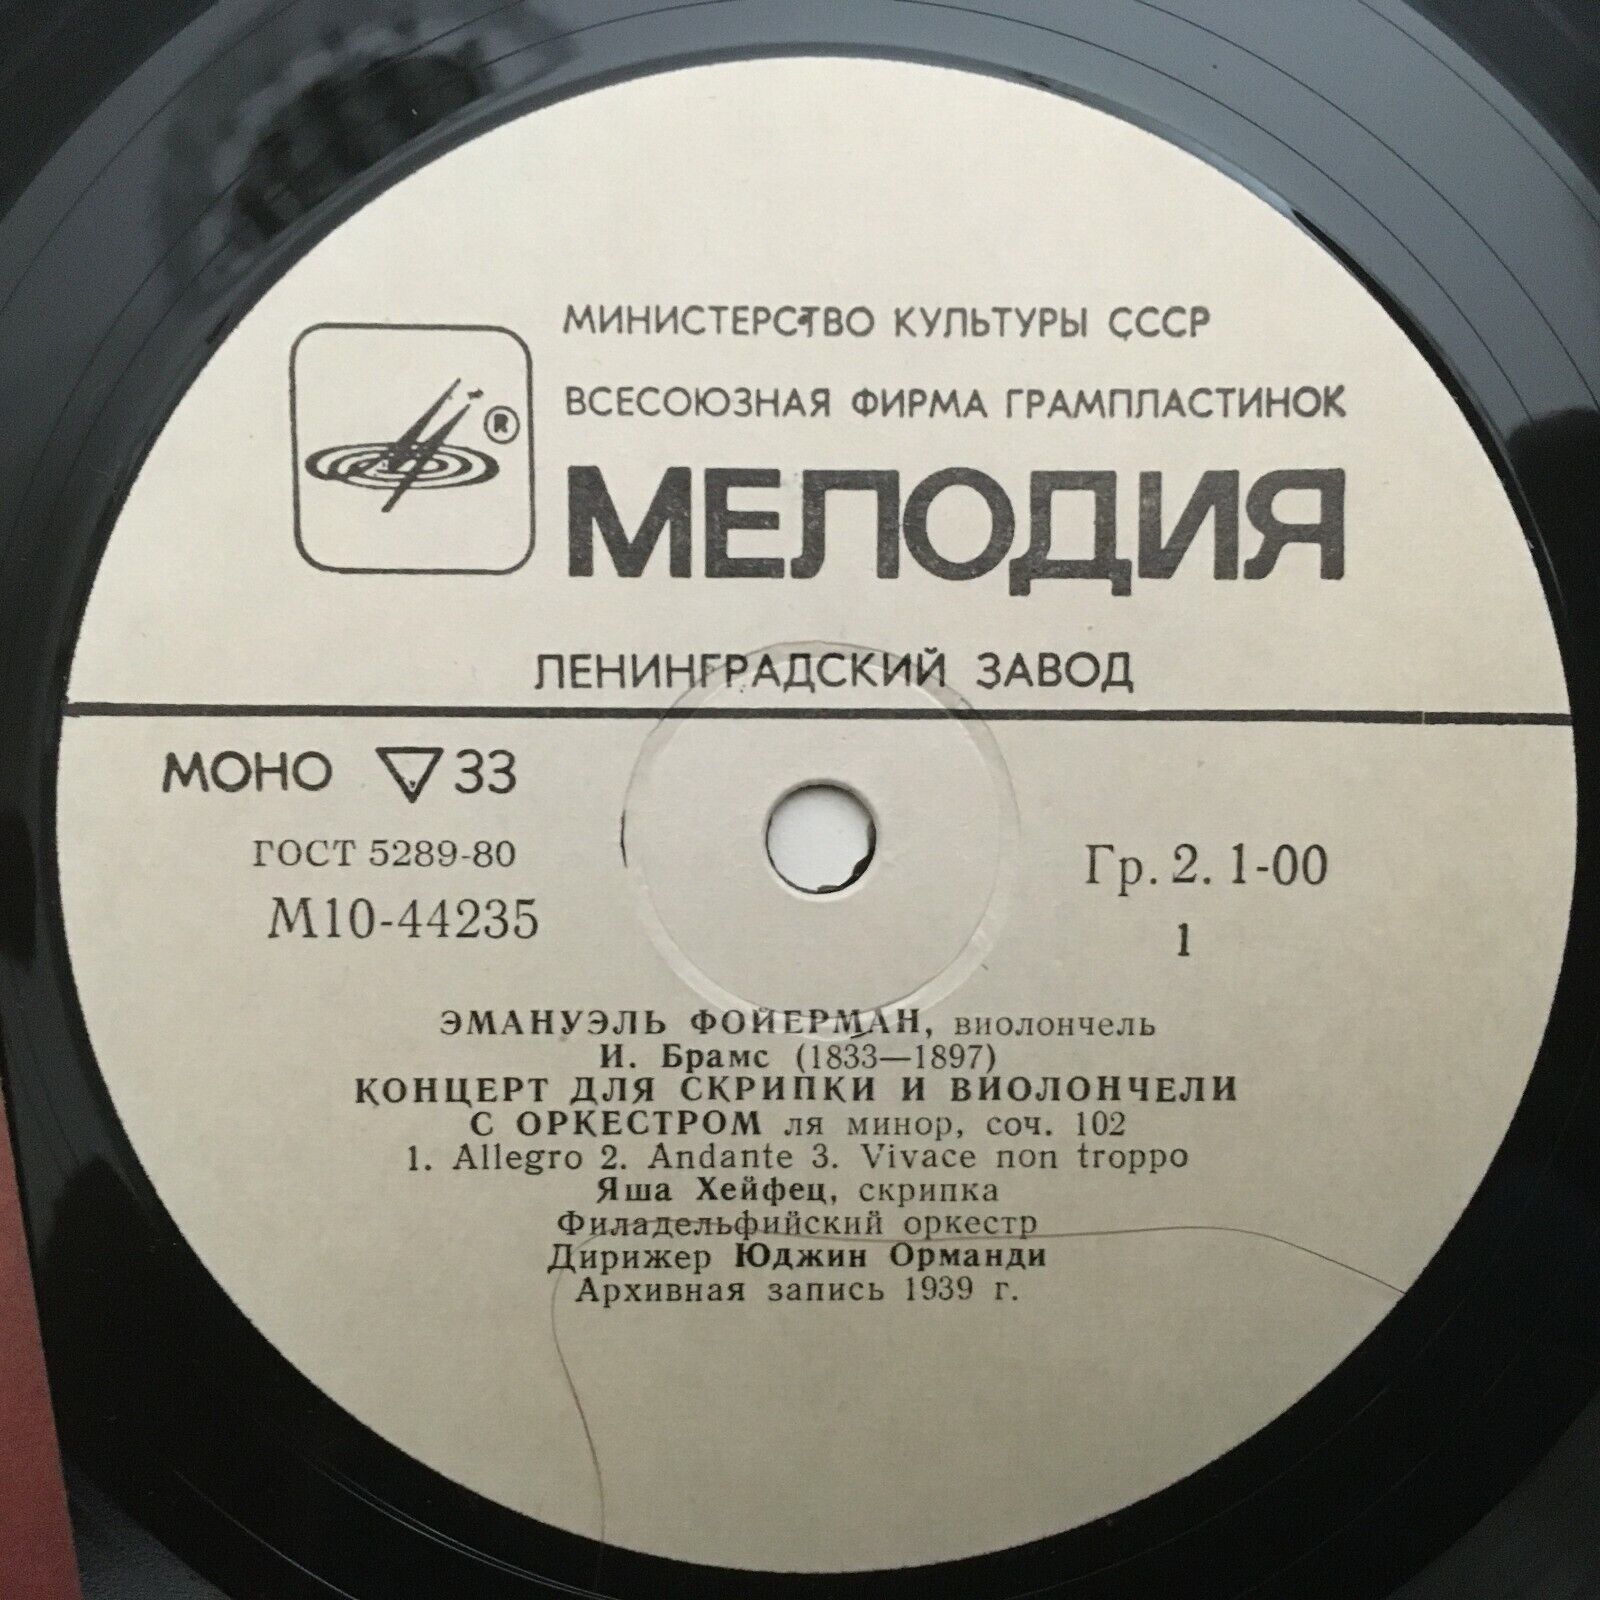 МИНИСТЕРСТВО КУЛЬТУРЫ СССР
ВСЕСОЮЗНАЯ ФИРМА ГРАМПЛАСТИНОК
®
МЕЛОДИЯ
ЛЕНИНГРАДСКИЙ ЗАВОД
МОНО ▽ 33
ГОСТ 5289-80
М10-44235
Гр. 2. 1-00
1
ЭМАНУЭЛЬ ФОЙЕРМАН, виолончель
И. Брамс (1833—1897)
КОНЦЕРТ ДЛЯ СКРИПКИ И ВИОЛОНЧЕЛИ
С ОРКЕСТРОМ ля минор, соч. 102
1. Allegro 2. Andante 3. Vivace non troppo
Яша Хейфец, скрипка
Филадельфийский оркестр
Дирижер Юджин Орманди
Архивная запись 1939 г.